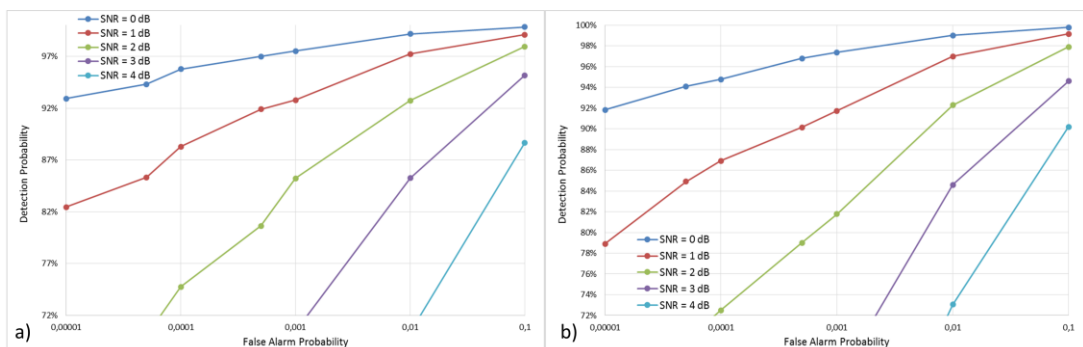 SNR = 0 dB
SNR = 1 dB
SNR = 2 dB
SNR = 3 dB
SNR = 4 dB
97%
92%
87%
82%
77%
72%
Detection Probability
0,00001
0,0001
0,001
0,01
0,1
False Alarm Probability
a)
100%
98%
96%
94%
92%
90%
88%
86%
84%
82%
80%
78%
76%
74%
72%
Detection Probability
SNR = 0 dB
SNR = 1 dB
SNR = 2 dB
SNR = 3 dB
SNR = 4 dB
0,00001
0,0001
0,001
0,01
0,1
False Alarm Probability
b)